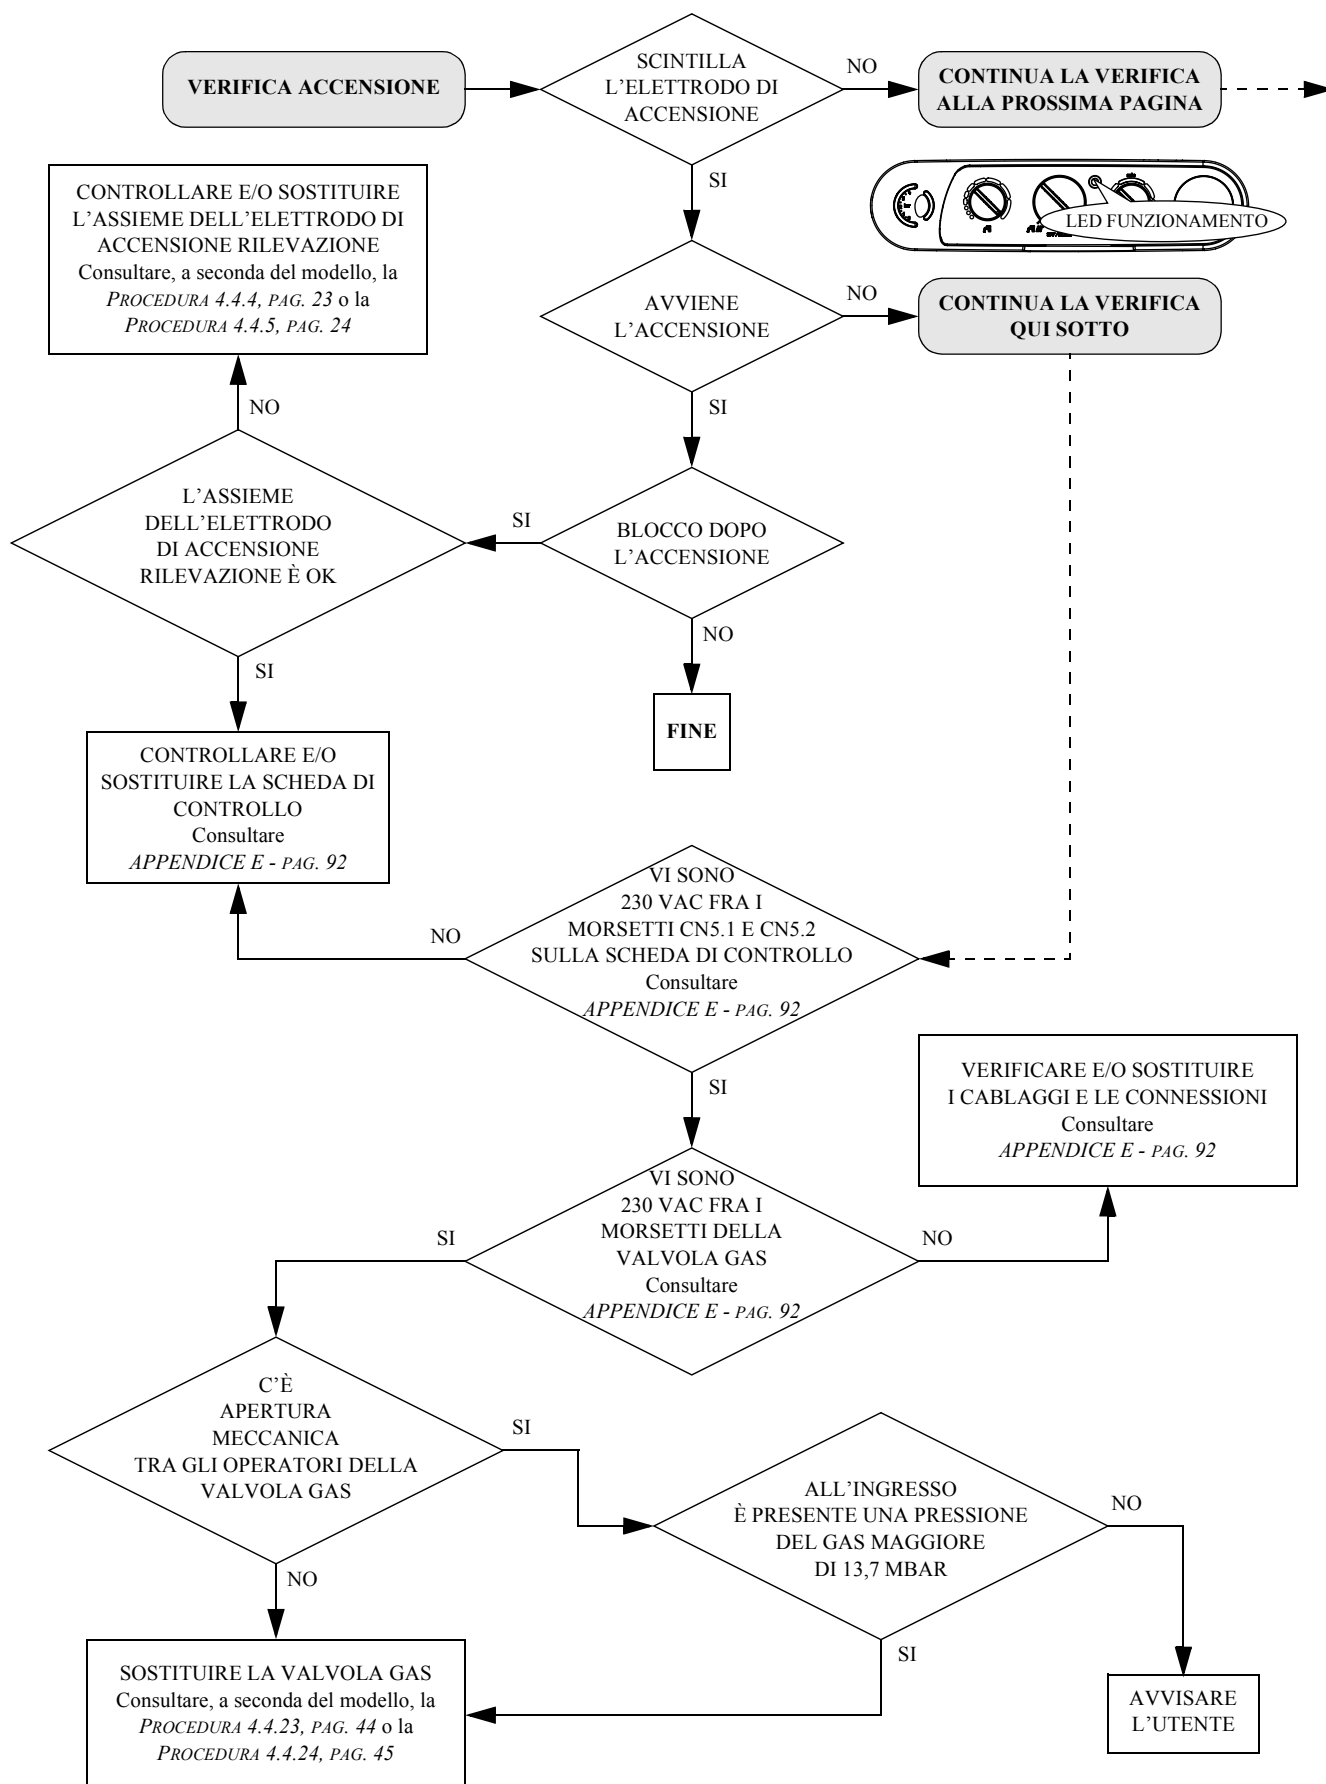 VERIFICA ACCENSIONE
SCINTILLA
L’ELETTRODO DI
ACCENSIONE
NO
CONTINUA LA VERIFICA
ALLA PROSSIMA PAGINA
SI
LED FUNZIONAMENTO
CONTROLLARE E/O SOSTITUIRE
L’ASSIEME DELL’ELETTRODO DI
ACCENSIONE RILEVAZIONE
Consultare, a seconda del modello, la
PROCEDURA 4.4.4, PAG. 23 o la
PROCEDURA 4.4.5, PAG. 24
AVVIENE
L’ACCENSIONE
NO
CONTINUA LA VERIFICA
QUI SOTTO
SI
NO
L’ASSIEME
DELL’ELETTRODO
DI ACCENSIONE
RILEVAZIONE È OK
SI
BLOCCO DOPO
L’ACCENSIONE
NO
SI
FINE
CONTROLLARE E/O
SOSTITUIRE LA SCHEDA DI
CONTROLLO
Consultare
APPENDICE E - PAG. 92
VI SONO
230 VAC FRA I
MORSETTI CN5.1 E CN5.2
SULLA SCHEDA DI CONTROLLO
Consultare
APPENDICE E - PAG. 92
NO
SI
VERIFICARE E/O SOSTITUIRE
I CABLAGGI E LE CONNESSIONI
Consultare
APPENDICE E - PAG. 92
VI SONO
230 VAC FRA I
MORSETTI DELLA
VALVOLA GAS
Consultare
APPENDICE E - PAG. 92
SI
NO
C’È
APERTURA
MECCANICA
TRA GLI OPERATORI DELLA
VALVOLA GAS
SI
ALL’INGRESSO
È PRESENTE UNA PRESSIONE
DEL GAS MAGGIORE
DI 13,7 MBAR
NO
NO
SI
SOSTITUIRE LA VALVOLA GAS
Consultare, a seconda del modello, la
PROCEDURA 4.4.23, PAG. 44 o la
PROCEDURA 4.4.24, PAG. 45
AVVISARE
L’UTENTE